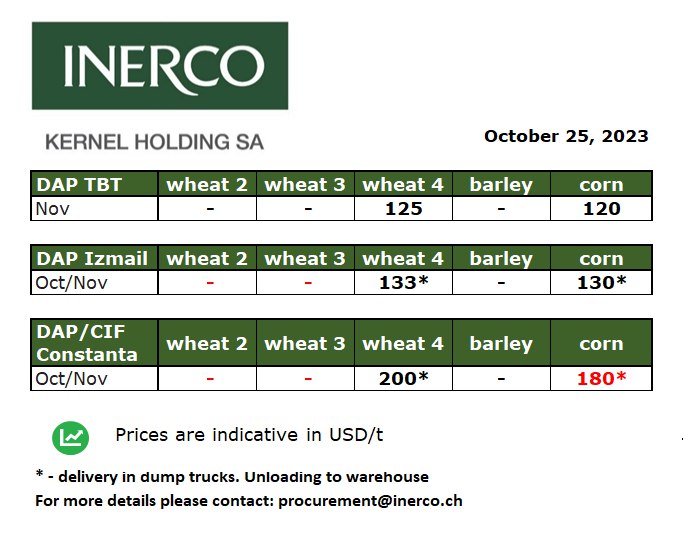 INERCO
KERNEL HOLDING SA
October 25, 2023
DAP TBT wheat 2 wheat 3 wheat 4 barley corn
Nov - - 125 - 120
DAP Izmail wheat 2 wheat 3 wheat 4 barley corn
Oct/Nov - - 133* - 130*
DAP/CIF
Constanta wheat 2 wheat 3 wheat 4 barley corn
Oct/Nov - - 200* - 180*
Prices are indicative in USD/t
* - delivery in dump trucks. Unloading to warehouse
For more details please contact: procurement@inerco.ch